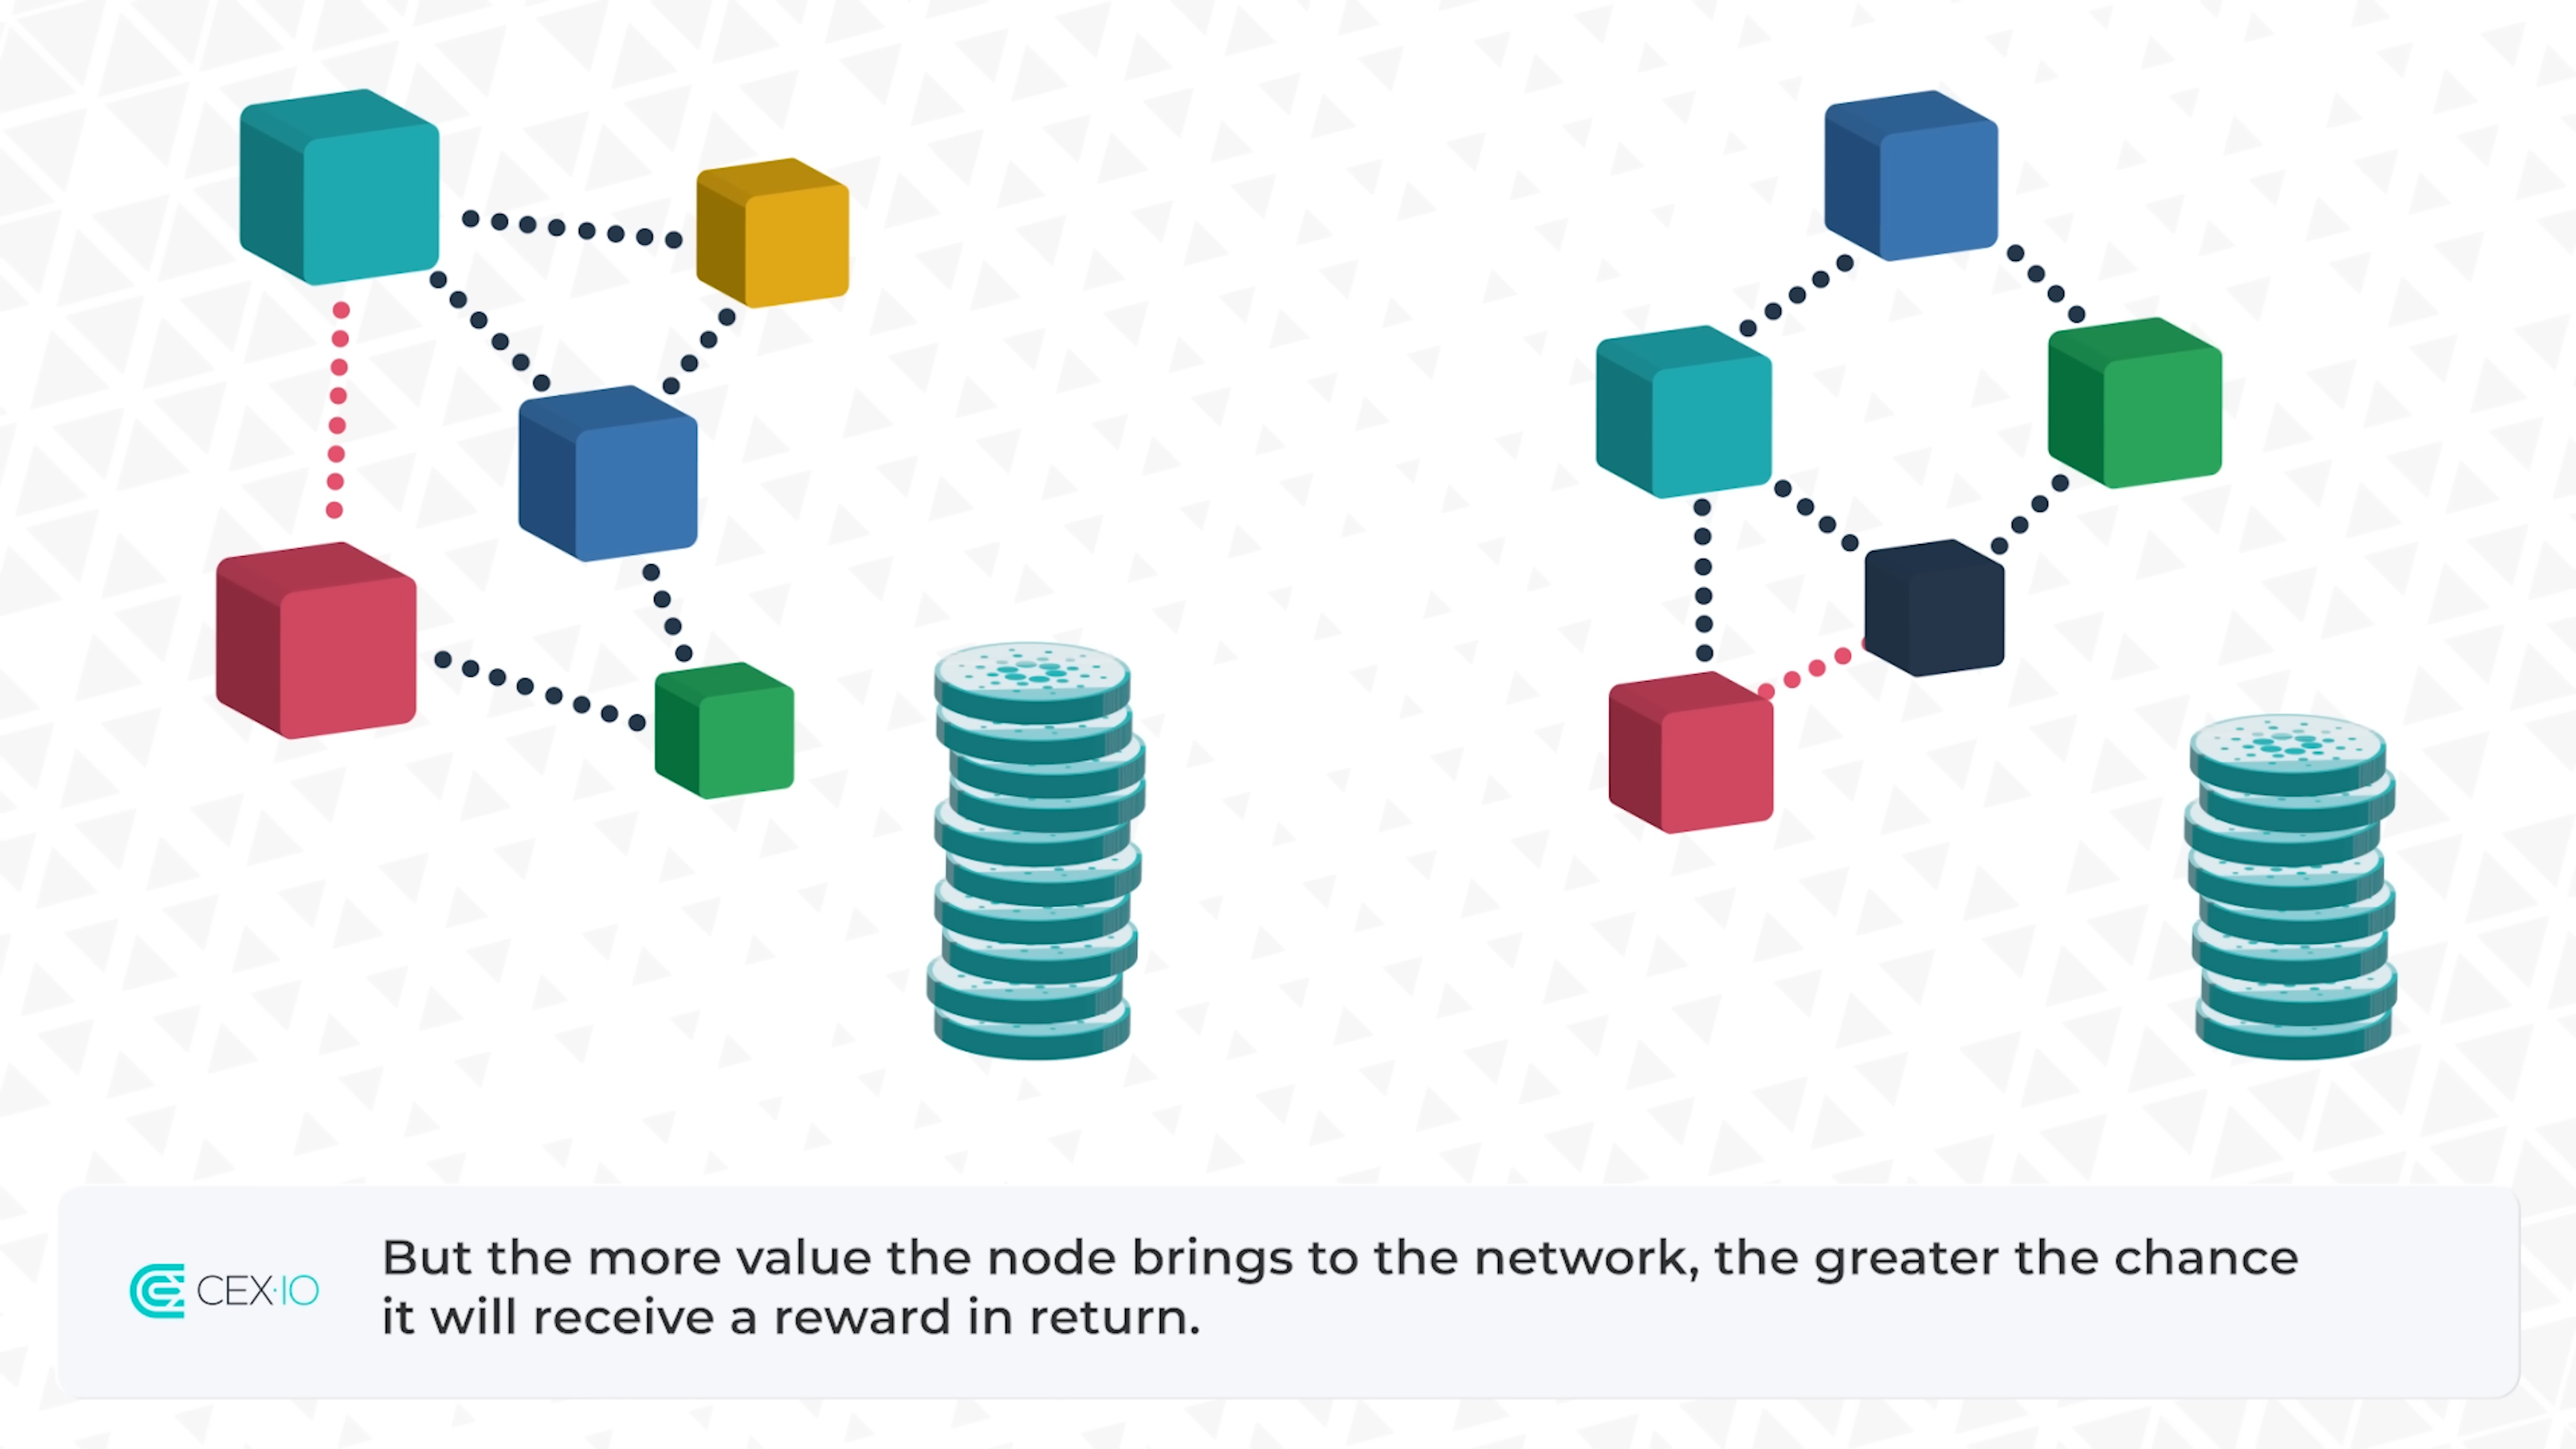 CEX·IO
But the more value the node brings to the network, the greater the chance
it will receive a reward in return.